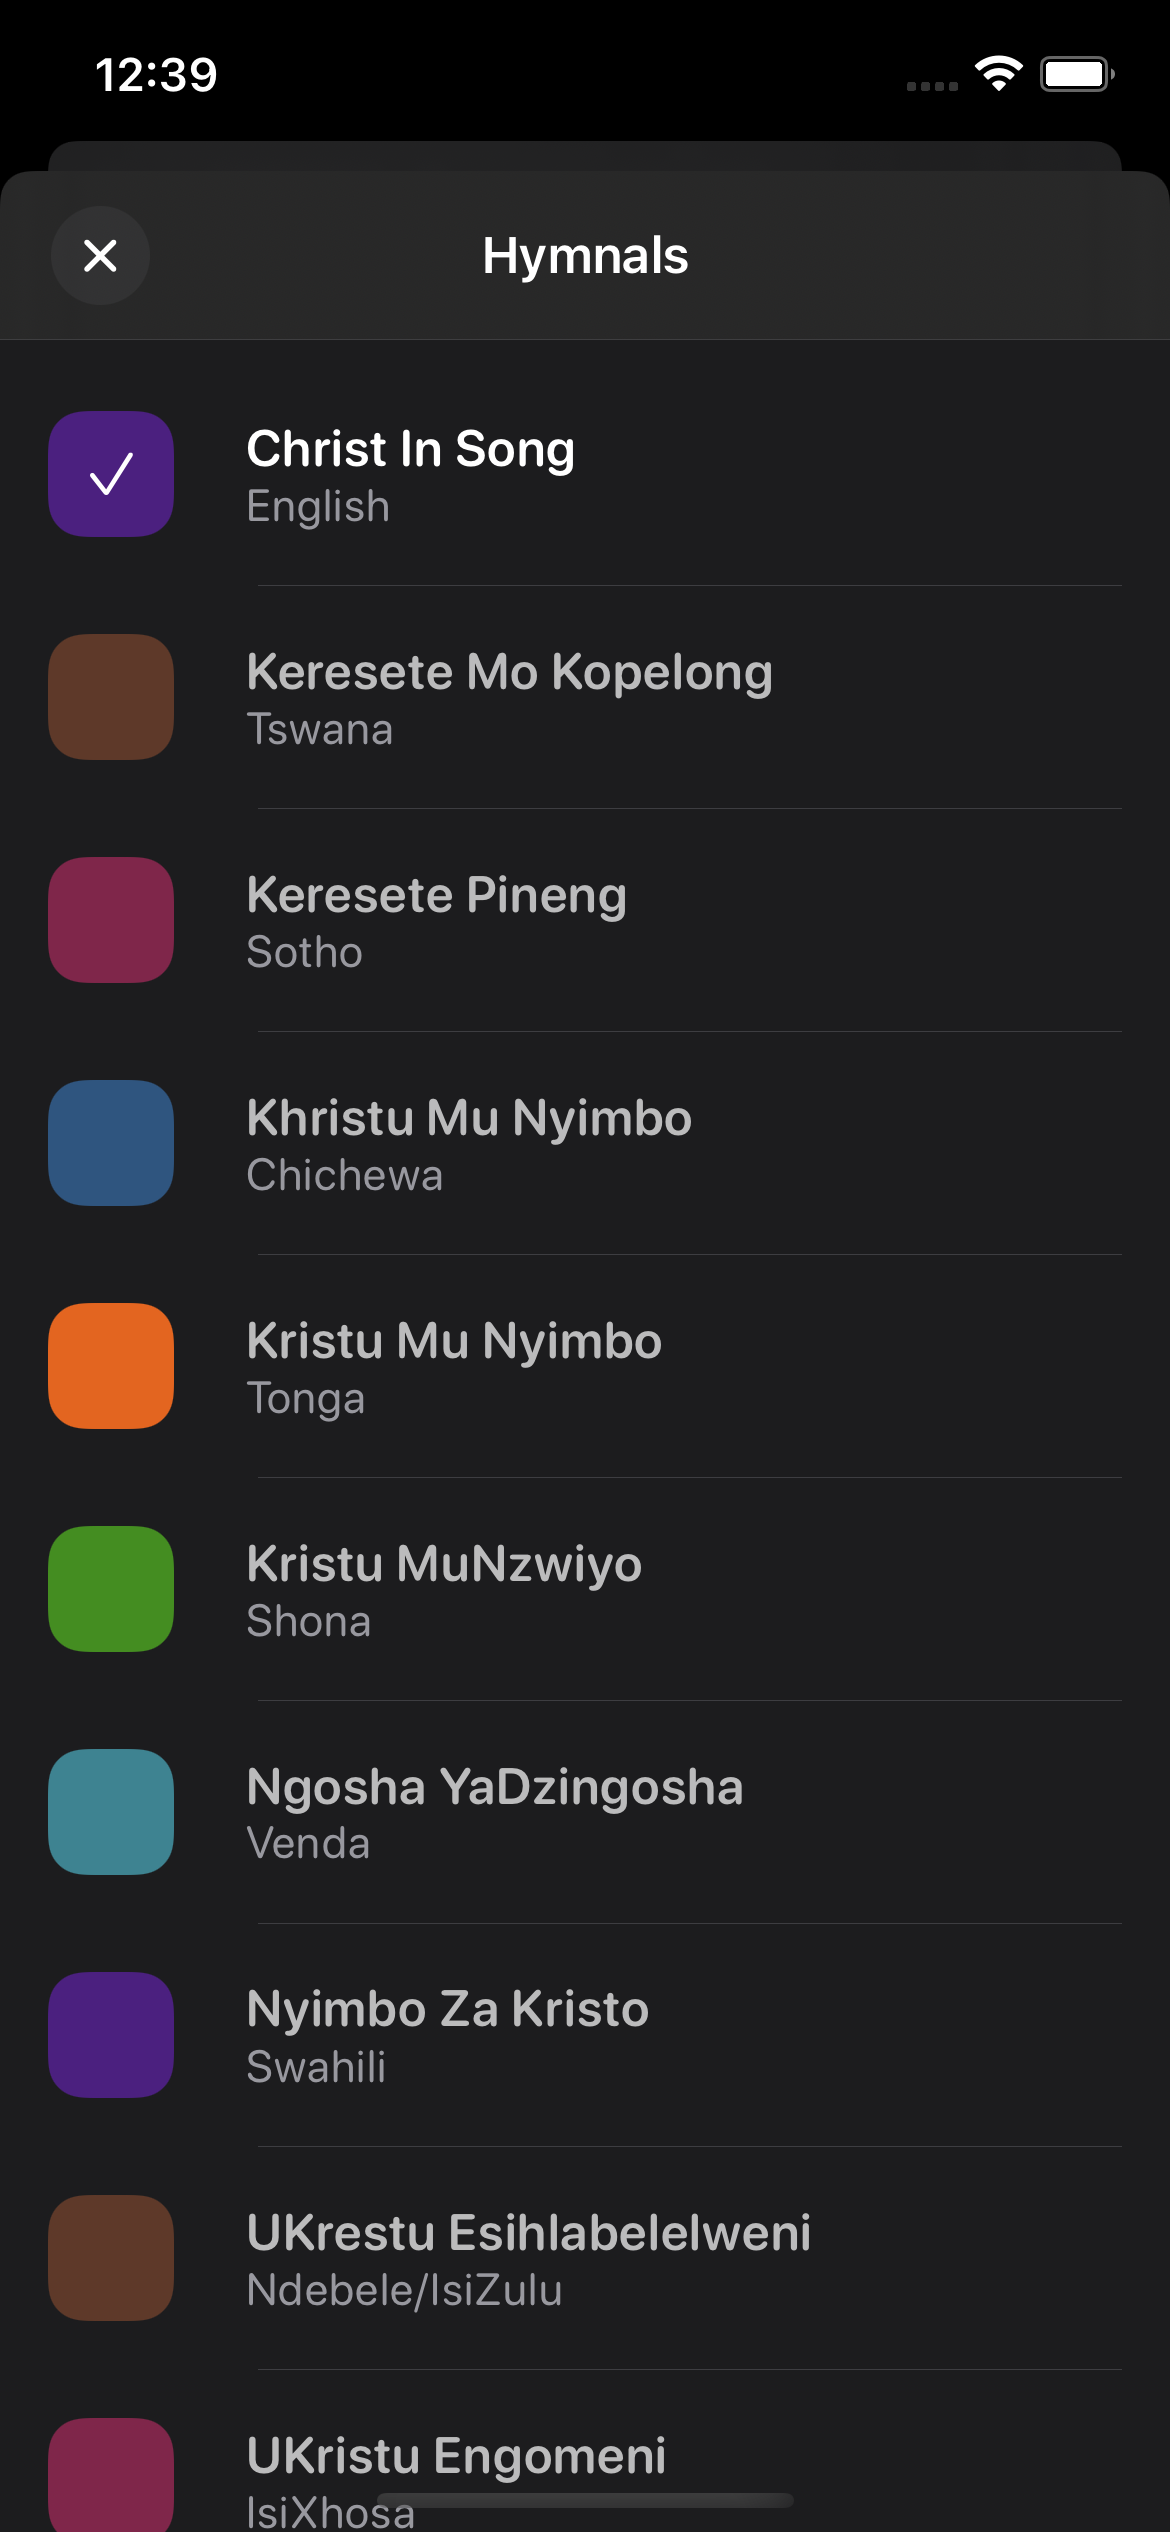 12:39
Hymnals
Christ In Song
English
Keresete Mo Kopelong
Tswana
Keresete Pineng
Sotho
Khristu Mu Nyimbo
Chichewa
Kristu Mu Nyimbo
Tonga
Kristu MuNzwiyo
Shona
Ngosha YaDzingosha
Venda
Nyimbo Za Kristo
Swahili
UKrestu Esihlabelelweni
Ndebele/IsiZulu
UKristu Engomeni
IsiXhosa